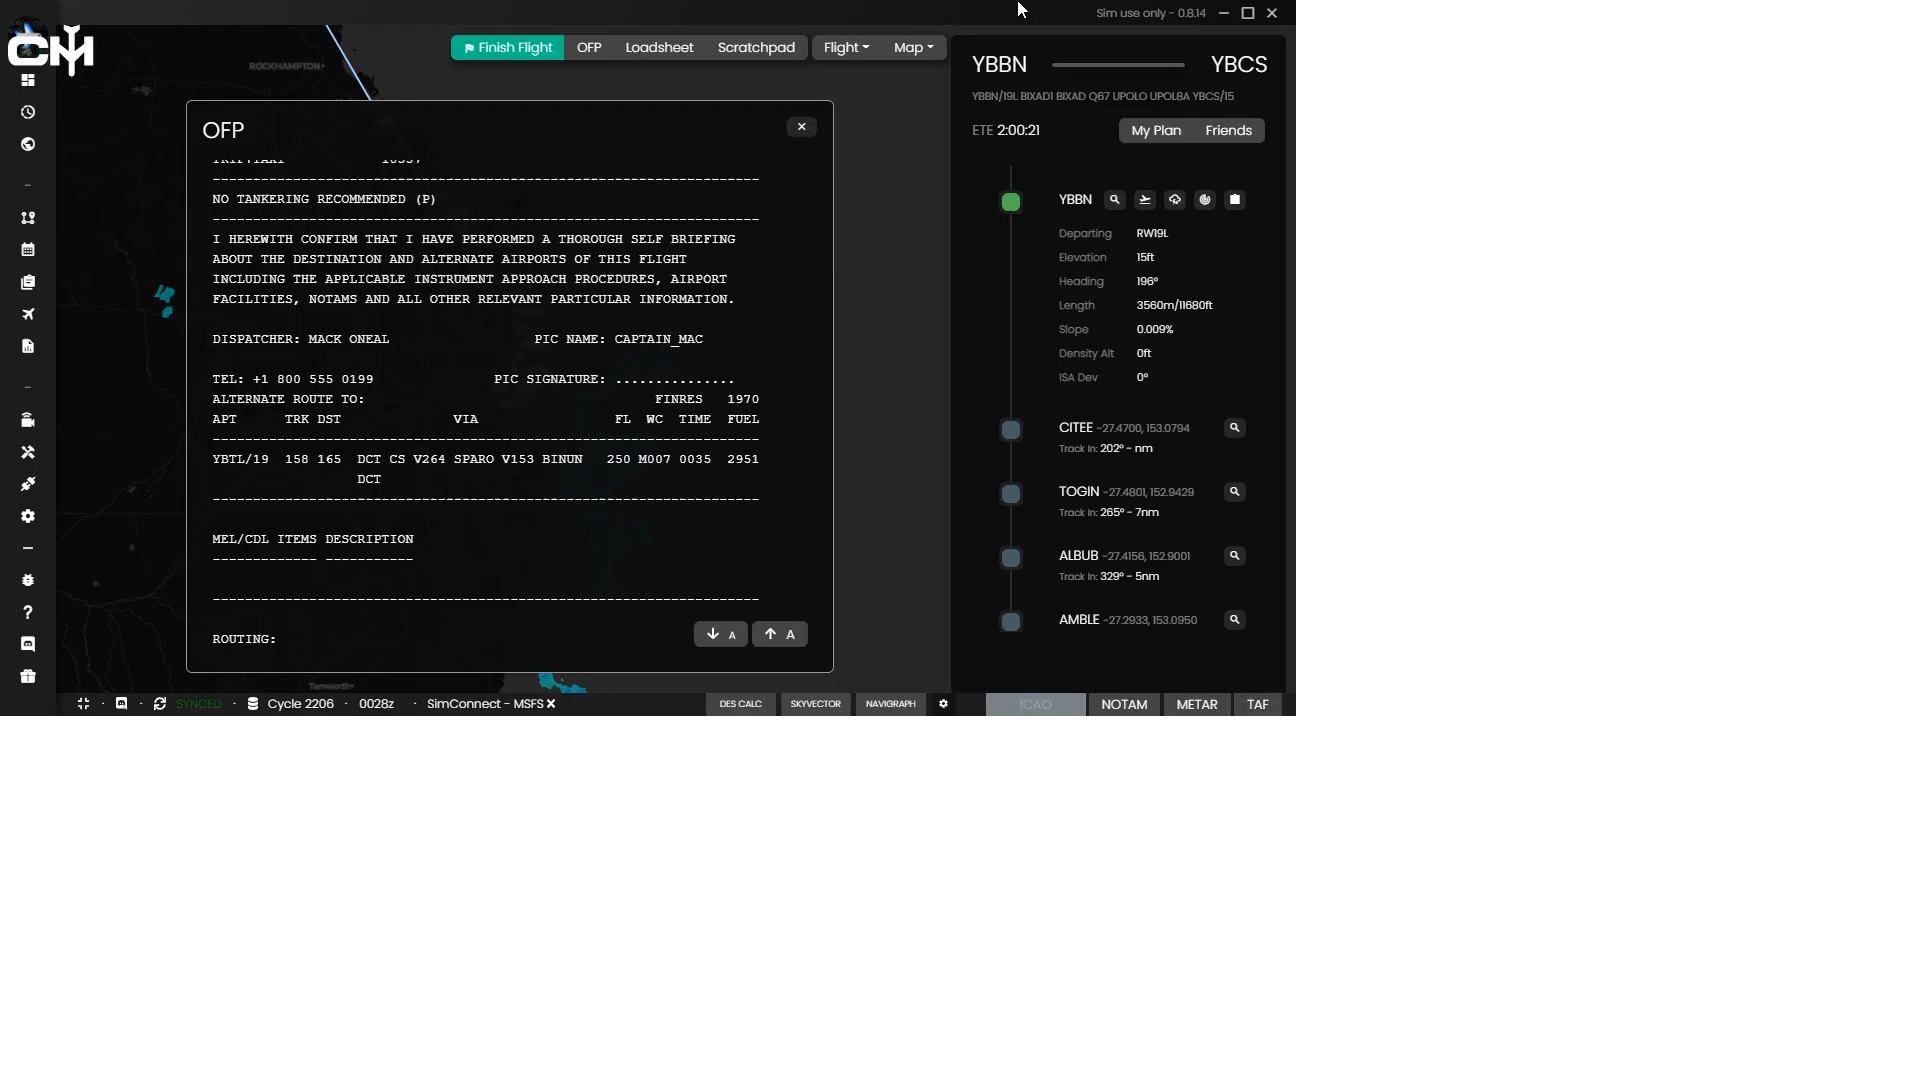 Sim use only - 0.8.14
CM
ROCKHAMPTON
Finish Flight OFP Loadsheet Scratchpad Flight Map
YBBN YBCS
YBBN/19L BIXAD1 BIXAD Q67 UPOLO UPOL8A YBCS/15
ETE 2:00:21 My Plan Friends
OFP
NO TANKERING RECOMMENDED (P)
I HEREWITH CONFIRM THAT I HAVE PERFORMED A THOROUGH SELF BRIEFING
ABOUT THE DESTINATION AND ALTERNATE AIRPORTS OF THIS FLIGHT
INCLUDING THE APPLICABLE INSTRUMENT APPROACH PROCEDURES, AIRPORT
FACILITIES, NOTAMS AND ALL OTHER RELEVANT PARTICULAR INFORMATION.
DISPATCHER: MACK ONEAL PIC NAME: CAPTAIN_MAC
TEL: +1 800 555 0199 PIC SIGNATURE: ...............
ALTERNATE ROUTE TO: FINRES 1970
APT TRK DST VIA FL WC TIME FUEL
YBTL/19 158 165 DCT CS V264 SPARO V153 BINUN 250 M007 0035 2951
DCT
MEL/CDL ITEMS DESCRIPTION
------------- -----------
ROUTING:
A A
YBBN
Departing RW19L
Elevation 15ft
Heading 196°
Length 3560m/11680ft
Slope 0.009%
Density Alt 0ft
ISA Dev 0°
CITEE -27.4700, 153.0794
Track In: 202° - nm
TOGIN -27.4801, 152.9429
Track In: 265° - 7nm
ALBUB -27.4156, 152.9001
Track In: 329° - 5nm
AMBLE -27.2933, 153.0950
Tamworth
SYNCED · Cycle 2206 · 0028z · SimConnect - MSFS
DES CALC SKYVECTOR NAVIGRAPH ICAO NOTAM METAR TAF